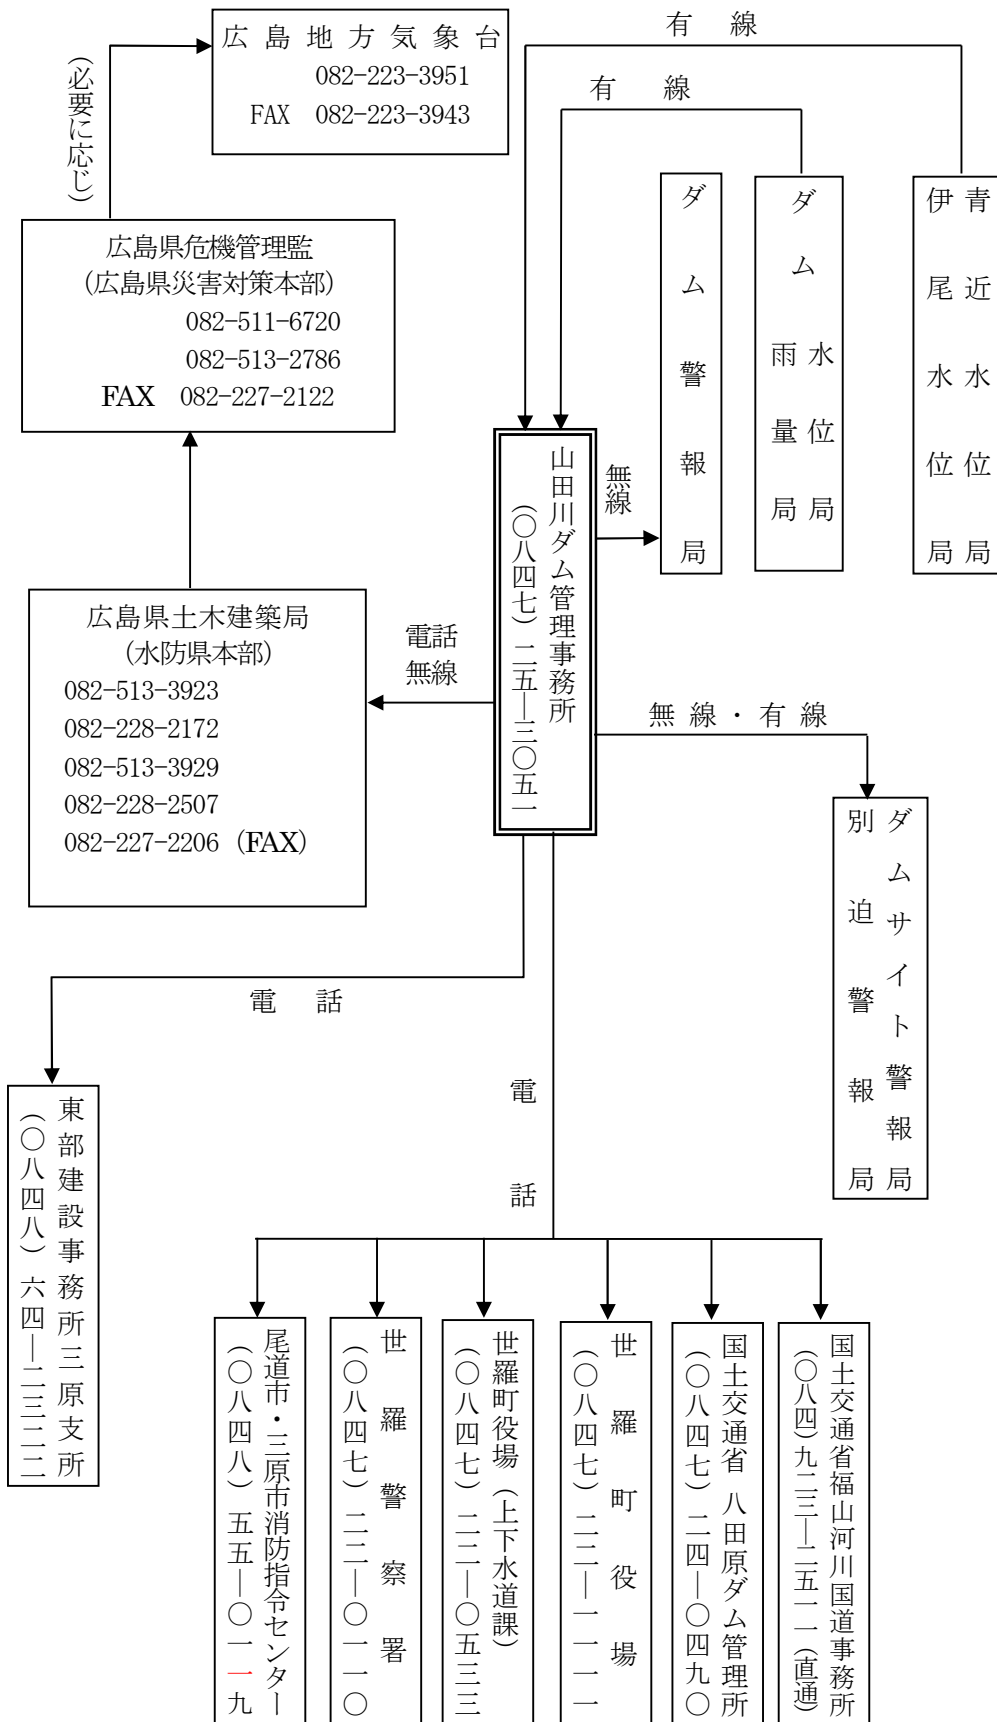 広島地方気象台
082-223-3951
FAX 082-223-3943
(必要に応じ)
有 線
有 線
広島県危機管理監
(広島県災害対策本部)
082-511-6720
082-513-2786
FAX 082-227-2122
ダム警報局
ダム水位局
雨量局
青近水位局
伊尾水位局
山田川ダム管理事務所
(〇八四七)二五―三〇五一
無線
広島県土木建築局
(水防県本部)
082-513-3923
082-228-2172
082-513-3929
082-228-2507
082-227-2206 (FAX)
電話
無線
無線・有線
ダムサイト警報局
別迫警報局
電 話
電 話
東部建設事務所三原支所
(〇八四八)六四―二三二二
尾道市・三原市消防指令センター
(〇八四八)五五―〇一一九
世羅警察署
(〇八四七)二二―〇一一〇
世羅町役場(上下水道課)
(〇八四七)二二―〇五三三
世羅町役場
(〇八四七)二二―一一一一
国土交通省 八田原ダム管理所
(〇八四七)二四―〇四九〇
国土交通省福山河川国道事務所
(〇八四)九二三―二五一一(直通)